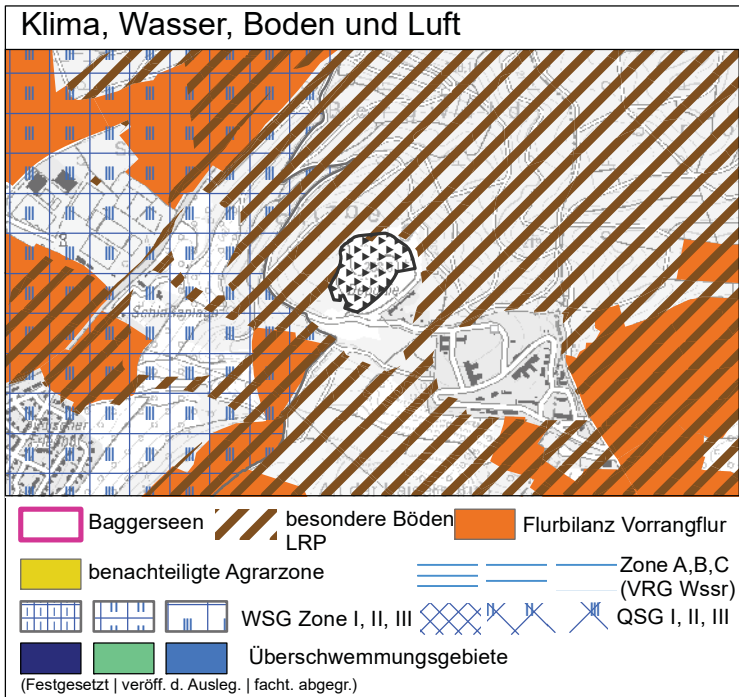 Klima, Wasser, Boden und Luft
Baggerseen
besondere Böden
LRP
Flurbilanz Vorrangflur
benachteiligte Agrarzone
Zone A,B,C
(VRG Wssr)
WSG Zone I, II, III
QSG I, II, III
Überschwemmungsgebiete
(Festgesetzt | veröff. d. Ausleg. | facht. abgegr.)